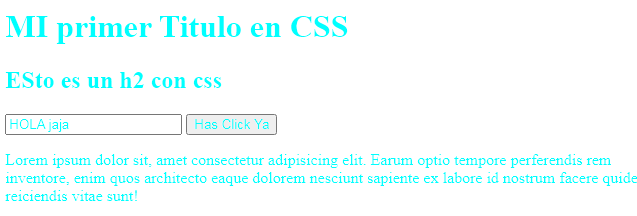 MI primer Titulo en CSS
ESto es un h2 con css
HOLA jaja Has Click Ya
Lorem ipsum dolor sit, amet consectetur adipisicing elit. Earum optio tempore perferendis rem
inventore, enim quos architecto eaque dolorem nesciunt sapiente ex labore id nostrum facere quide
reiciendis vitae sunt!